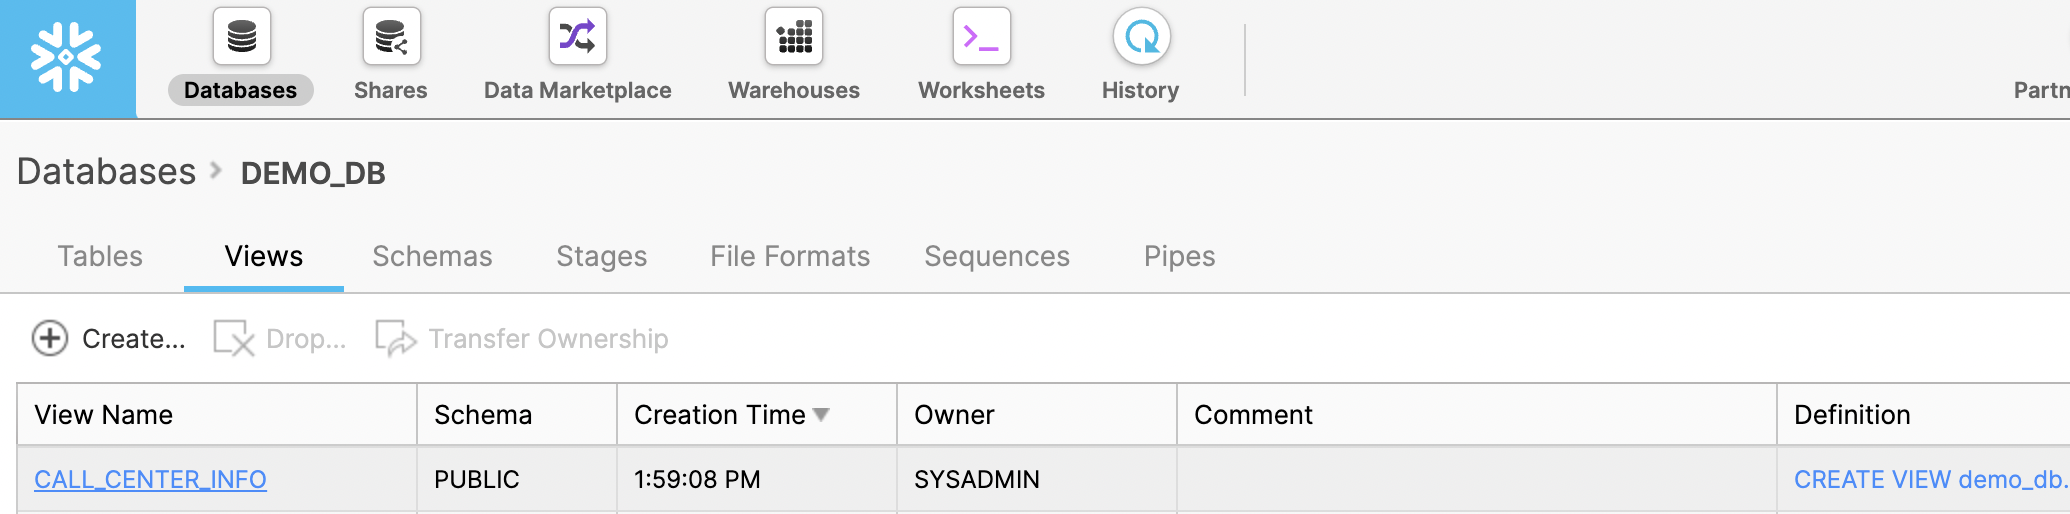 Databases Shares Data Marketplace Warehouses Worksheets History Partn
Databases > DEMO_DB
Tables Views Schemas Stages File Formats Sequences Pipes
Create... Drop... Transfer Ownership
View Name Schema Creation Time Owner Comment Definition
CALL_CENTER_INFO PUBLIC 1:59:08 PM SYSADMIN CREATE VIEW demo_db.